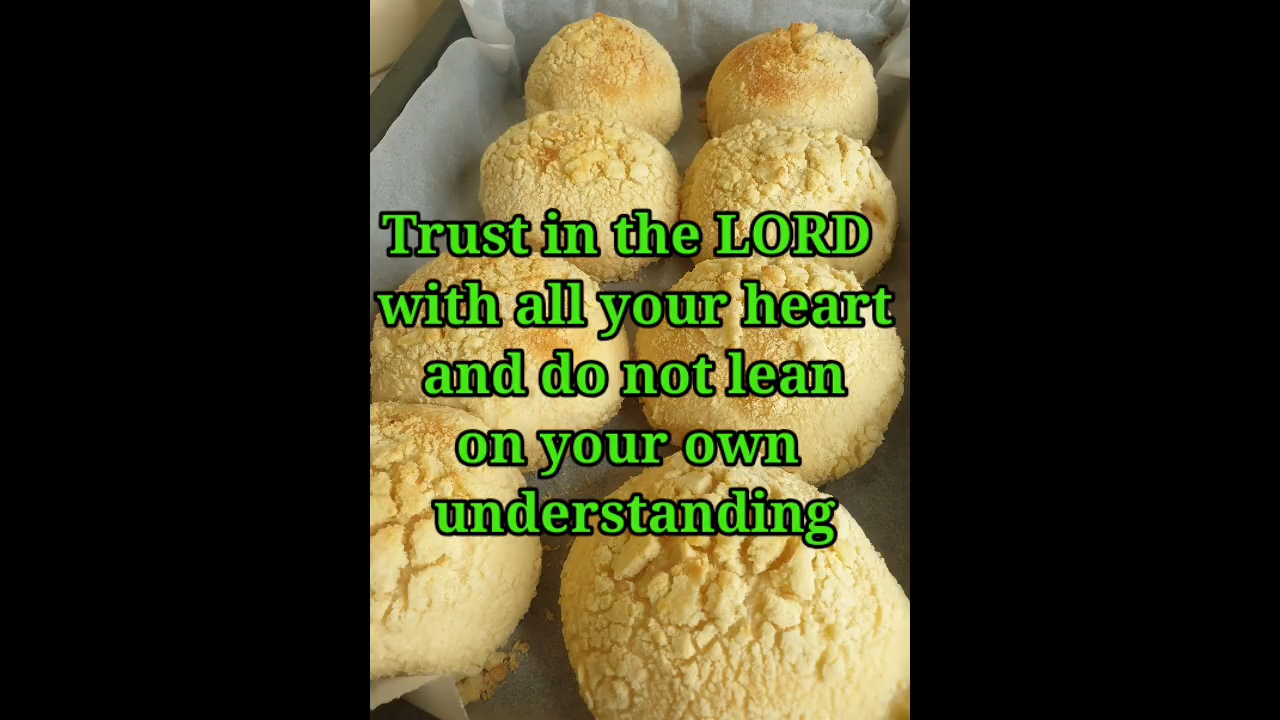 Trust in the LORD
with all your heart
and do not lean
on your own
understanding